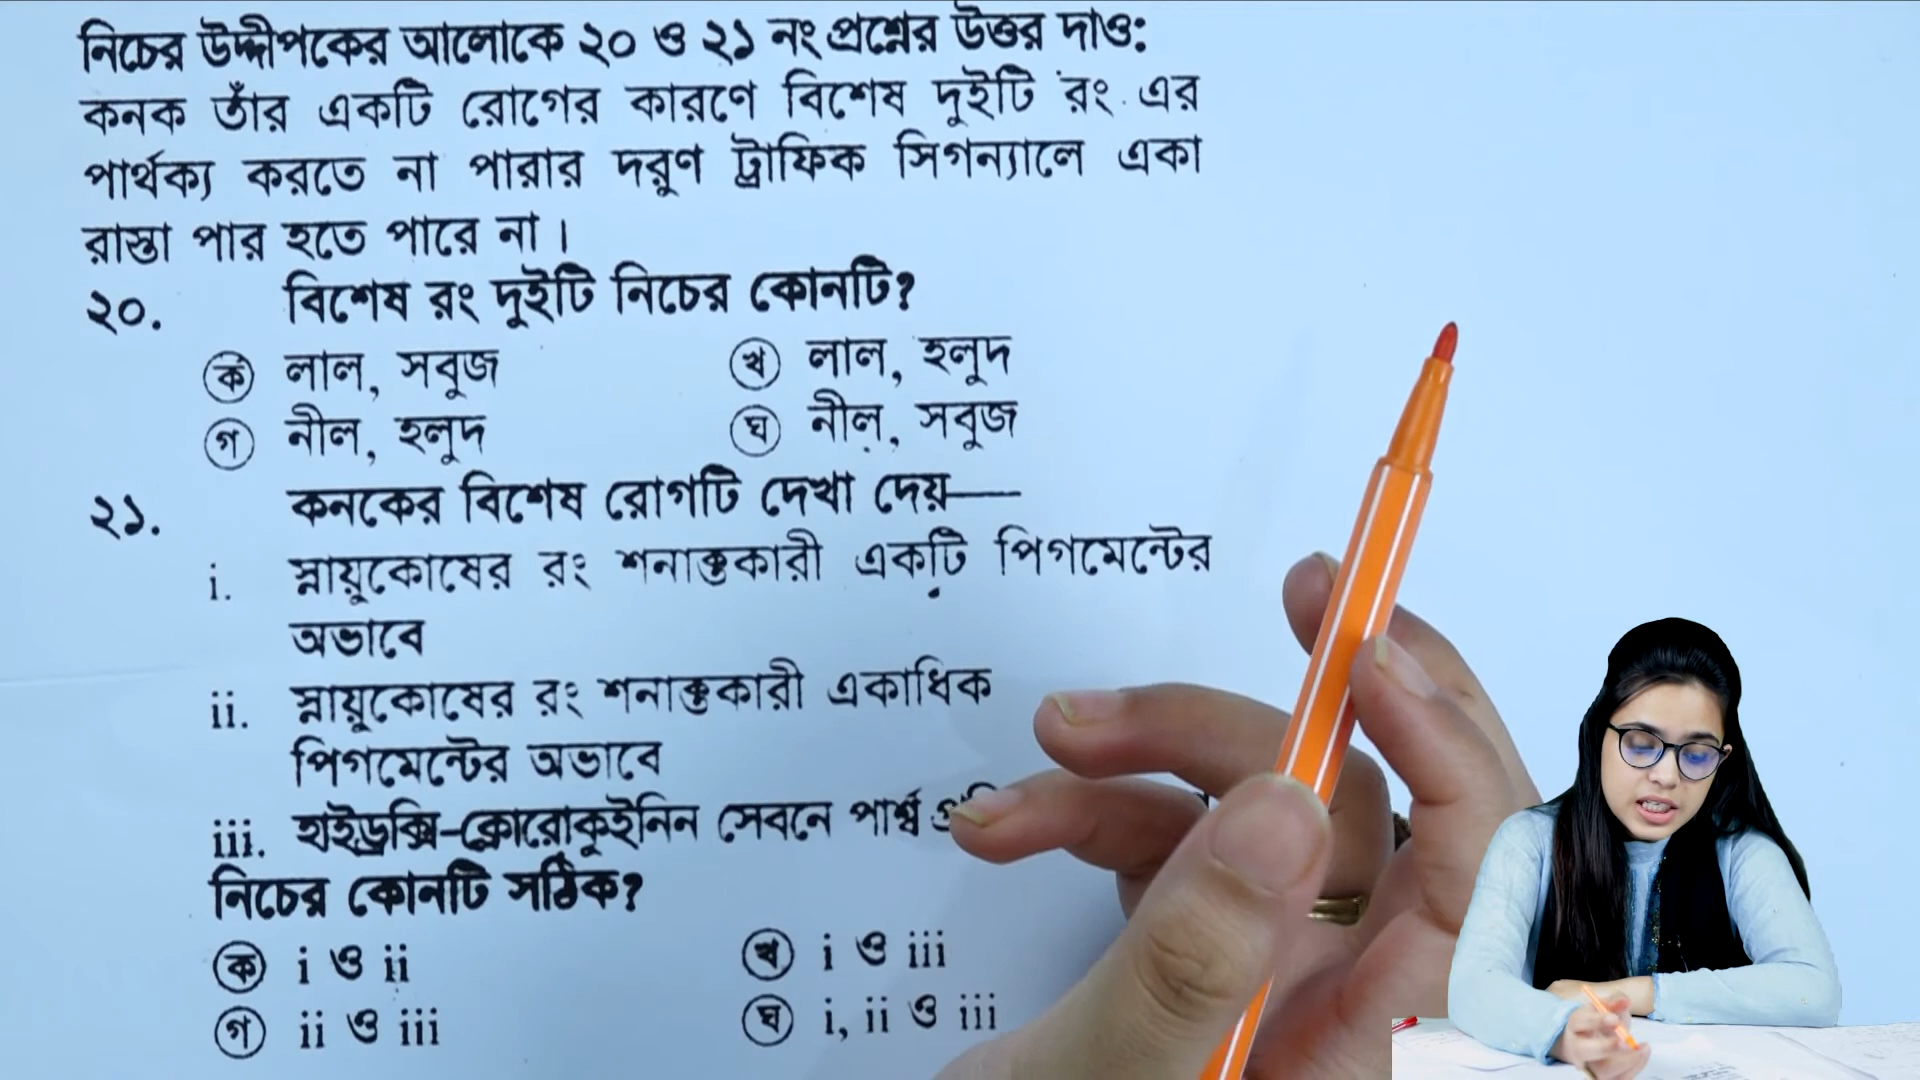 নিচের উদ্দীপকের আলোকে ২০ ও ২১ নং প্রশ্নের উত্তর দাও:
কনক তাঁর একটি রোগের কারণে বিশেষ দুইটি রং এর
পার্থক্য করতে না পারার দরুণ ট্রাফিক সিগন্যালে একা
রাস্তা পার হতে পারে না।
২০. বিশেষ রং দুইটি নিচের কোনটি?
ক লাল, সবুজ খ লাল, হলুদ
গ নীল, হলুদ ঘ নীল, সবুজ
২১. কনকের বিশেষ রোগটি দেখা দেয়—
i. স্নায়ুকোষের রং শনাক্তকারী একটি পিগমেন্টের
অভাবে
ii. স্নায়ুকোষের রং শনাক্তকারী একাধিক
পিগমেন্টের অভাবে
iii. হাইড্রক্সি-ক্লোরোকুইনিন সেবনে পার্শ্ব
নিচের কোনটি সঠিক?
ক i ও ii খ i ও iii
গ ii ও iii ঘ i, ii ও iii